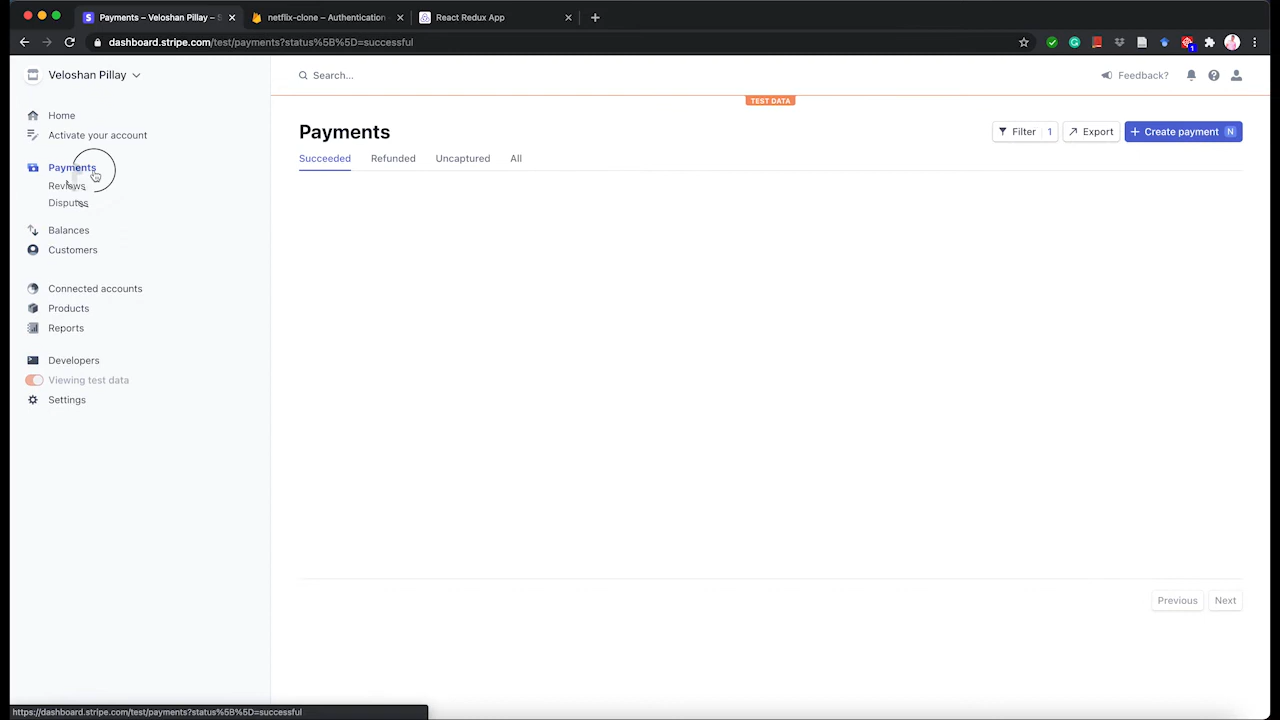 Payments – Veloshan Pillay – S
netflix-clone – Authentication
React Redux App
dashboard.stripe.com/test/payments?status%5B%5D=successful
1
Veloshan Pillay
Search...
Feedback?
TEST DATA
Home
Activate your account
Payments
Reviews
Disputes
Balances
Customers
Connected accounts
Products
Reports
Developers
Viewing test data
Settings
Payments
Filter 1
Export
Create payment N
Succeeded
Refunded
Uncaptured
All
Previous
Next
https://dashboard.stripe.com/test/payments?status%5B%5D=successful